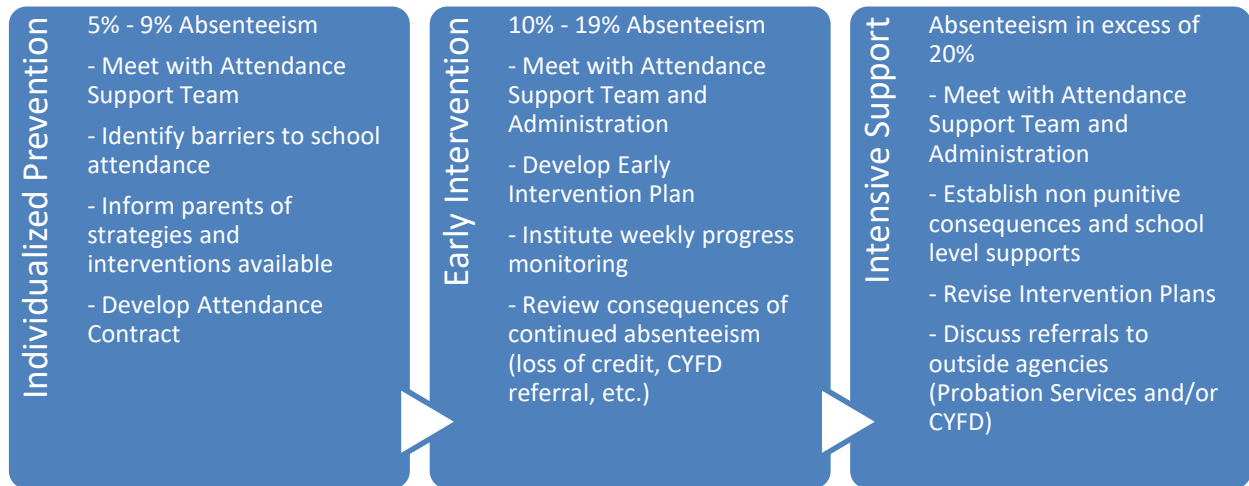 Individualized Prevention
5% - 9% Absenteeism
- Meet with Attendance
Support Team
- Identify barriers to school
attendance
- Inform parents of
strategies and
interventions available
- Develop Attendance
Contract
Early Intervention
10% - 19% Absenteeism
- Meet with Attendance
Support Team and
Administration
- Develop Early
Intervention Plan
- Institute weekly progress
monitoring
- Review consequences of
continued absenteeism
(loss of credit, CYFD
referral, etc.)
Intensive Support
Absenteeism in excess of
20%
- Meet with Attendance
Support Team and
Administration
- Establish non punitive
consequences and school
level supports
- Revise Intervention Plans
- Discuss referrals to
outside agencies
(Probation Services and/or
CYFD)